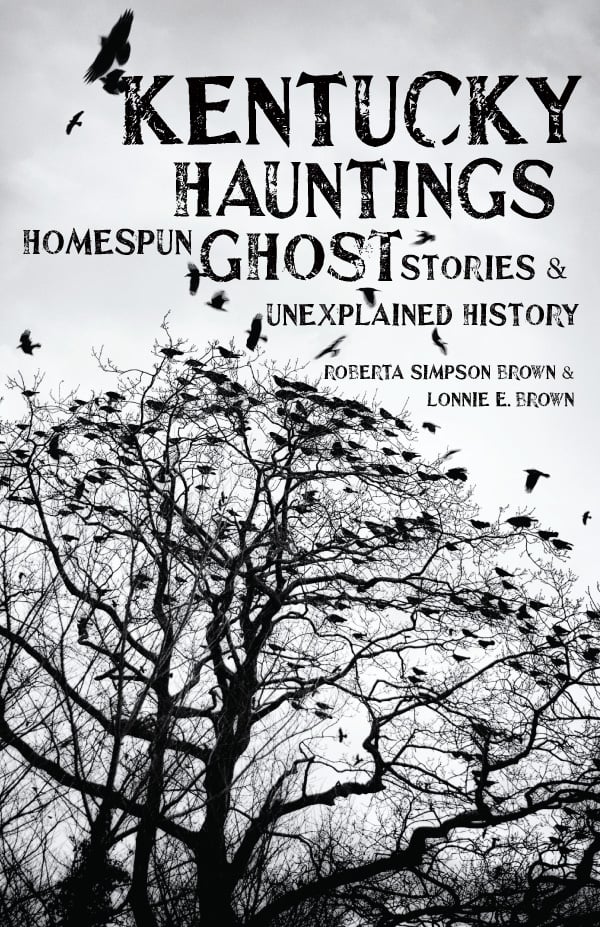 KENTUCKY
HAUNTINGS
HOMESPUN GHOST STORIES &
UNEXPLAINED HISTORY
ROBERTA SIMPSON BROWN &
LONNIE E. BROWN